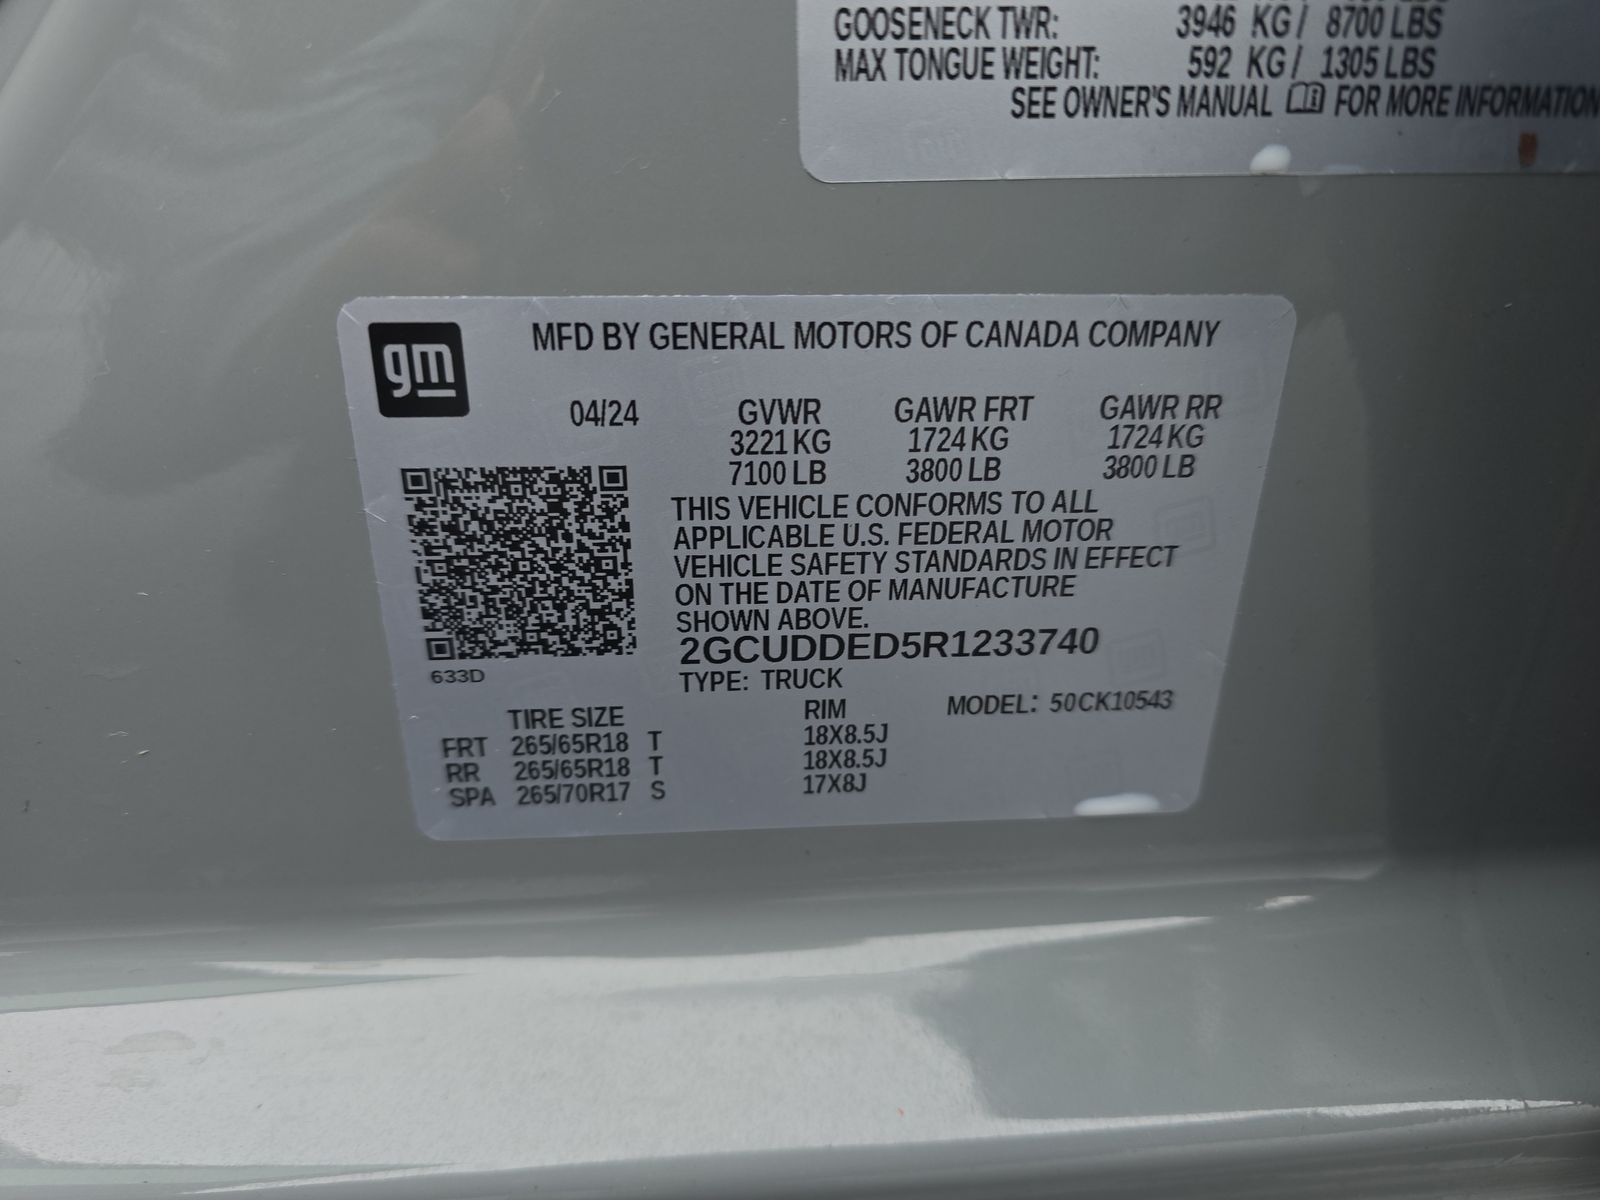 GOOSENECK TWR: 3946 KG / 8700 LBS
MAX TONGUE WEIGHT: 592 KG / 1305 LBS
SEE OWNER'S MANUAL FOR MORE INFORMATION
gm
MFD BY GENERAL MOTORS OF CANADA COMPANY
04/24 GVWR GAWR FRT GAWR RR
3221 KG 1724 KG 1724 KG
7100 LB 3800 LB 3800 LB
THIS VEHICLE CONFORMS TO ALL
APPLICABLE U.S. FEDERAL MOTOR
VEHICLE SAFETY STANDARDS IN EFFECT
ON THE DATE OF MANUFACTURE
SHOWN ABOVE.
2GCUDDED5R1233740
633D
TYPE: TRUCK
TIRE SIZE RIM MODEL: 50CK10543
FRT 265/65R18 T 18X8.5J
RR 265/65R18 T 18X8.5J
SPA 265/70R17 S 17X8J